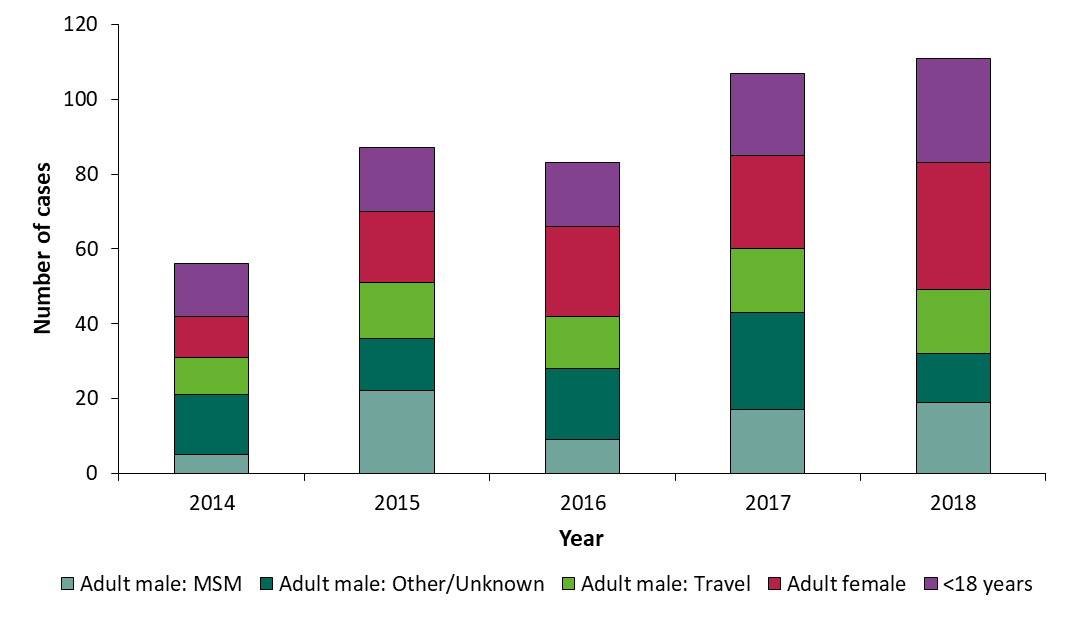 120
100
80
60
40
20
0
Number of cases
2014 2015 2016 2017 2018
Year
Adult male: MSM Adult male: Other/Unknown Adult male: Travel Adult female <18 years